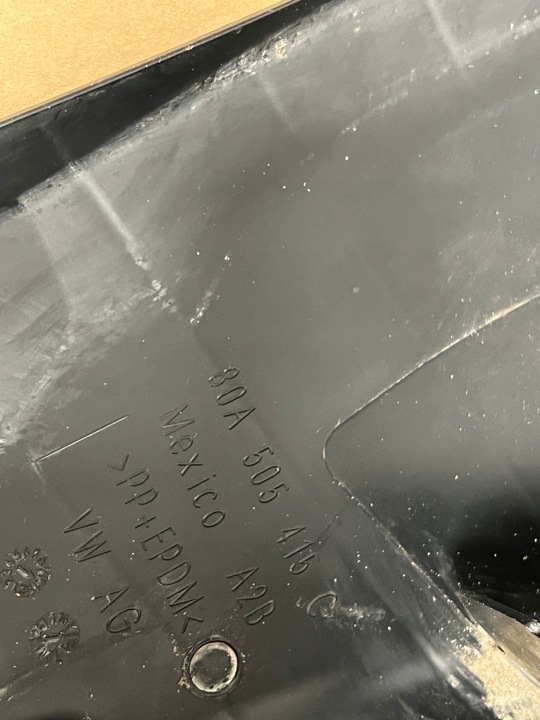 80A 505 415 C
Mexico A2B
>PP+EPDM<
VW AG